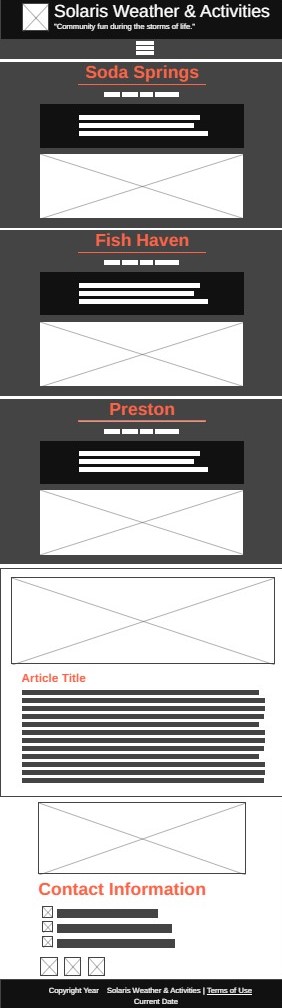 Solaris Weather & Activities
"Community fun during the storms of life."
Soda Springs
Fish Haven
Preston
Article Title
Contact Information
Copyright Year Solaris Weather & Activities | Terms of Use
Current Date